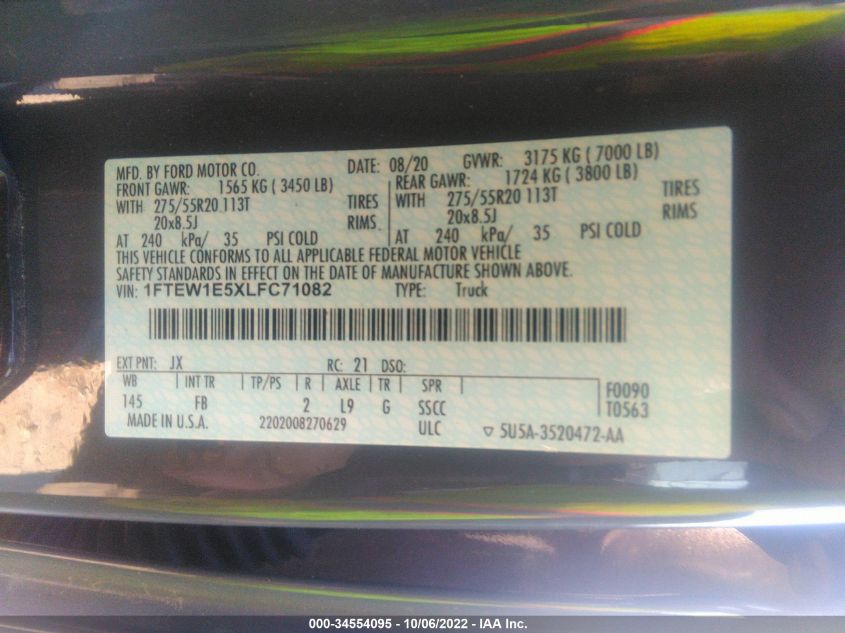 MFD. BY FORD MOTOR CO. DATE: 08/20 GVWR: 3175 KG ( 7000 LB)
FRONT GAWR: 1565 KG ( 3450 LB) REAR GAWR: 1724 KG ( 3800 LB)
WITH 275/55R20 113T TIRES WITH 275/55R20 113T TIRES
20x8.5J RIMS 20x8.5J RIMS
AT 240 kPa/ 35 PSI COLD AT 240 kPa/ 35 PSI COLD
THIS VEHICLE CONFORMS TO ALL APPLICABLE FEDERAL MOTOR VEHICLE
SAFETY STANDARDS IN EFFECT ON THE DATE OF MANUFACTURE SHOWN ABOVE.
VIN: 1FTEW1E5XLFC71082 TYPE: Truck
EXT PNT: JX RC: 21 DSO:
WB INT TR TP/PS R AXLE TR SPR F0090
145 FB 2 L9 G SSCC T0563
MADE IN U.S.A. 2202008270629 ULC ▽ 5U5A-3520472-AA
000-34554095 - 10/06/2022 - IAA Inc.